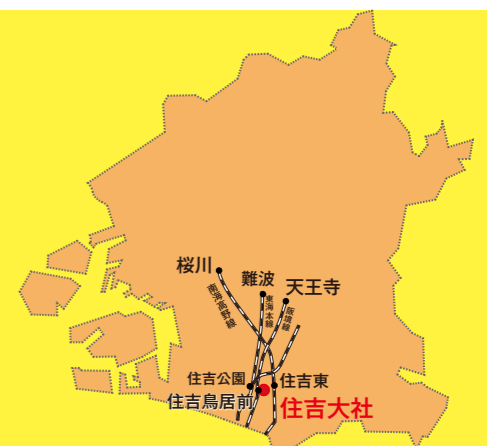 桜川
難波
天王寺
南海高野線
東海本線
阪堺線
住吉公園
住吉東
住吉鳥居前
住吉大社